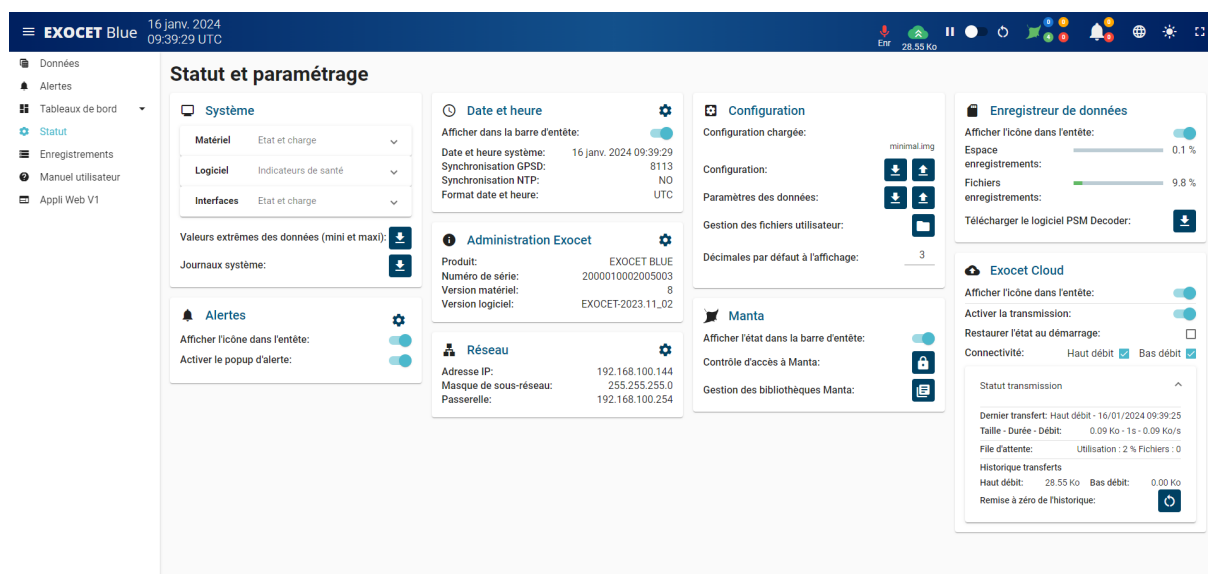 EXOCET Blue
16 janv. 2024
09:39:29 UTC
Enr
28.55 Ko
0 0
4 0
0
0
Données
Alertes
Tableaux de bord
Statut
Enregistrements
Manuel utilisateur
Appli Web V1
Statut et paramétrage
Système
Matériel Etat et charge
Logiciel Indicateurs de santé
Interfaces Etat et charge
Valeurs extrêmes des données (mini et maxi):
Journaux système:
Alertes
Afficher l'icône dans l'entête:
Activer le popup d'alerte:
Date et heure
Afficher dans la barre d'entête:
Date et heure système: 16 janv. 2024 09:39:29
Synchronisation GPSD: 8113
Synchronisation NTP: NO
Format date et heure: UTC
Administration Exocet
Produit: EXOCET BLUE
Numéro de série: 2000010002005003
Version matériel: 8
Version logiciel: EXOCET-2023.11_02
Réseau
Adresse IP: 192.168.100.144
Masque de sous-réseau: 255.255.255.0
Passerelle: 192.168.100.254
Configuration
Configuration chargée:
minimal.img
Configuration:
Paramètres des données:
Gestion des fichiers utilisateur:
Décimales par défaut à l'affichage: 3
Manta
Afficher l'état dans la barre d'entête:
Contrôle d'accès à Manta:
Gestion des bibliothèques Manta:
Enregistreur de données
Afficher l'icône dans l'entête:
Espace 0.1 %
enregistrements:
Fichiers 9.8 %
enregistrements:
Télécharger le logiciel PSM Decoder:
Exocet Cloud
Afficher l'icône dans l'entête:
Activer la transmission:
Restaurer l'état au démarrage:
Connectivité: Haut débit Bas débit
Statut transmission
Dernier transfert: Haut débit - 16/01/2024 09:39:25
Taille - Durée - Débit: 0.09 Ko - 1s - 0.09 Ko/s
File d'attente: Utilisation : 2 % Fichiers : 0
Historique transferts
Haut débit: 28.55 Ko Bas débit: 0.00 Ko
Remise à zéro de l'historique: